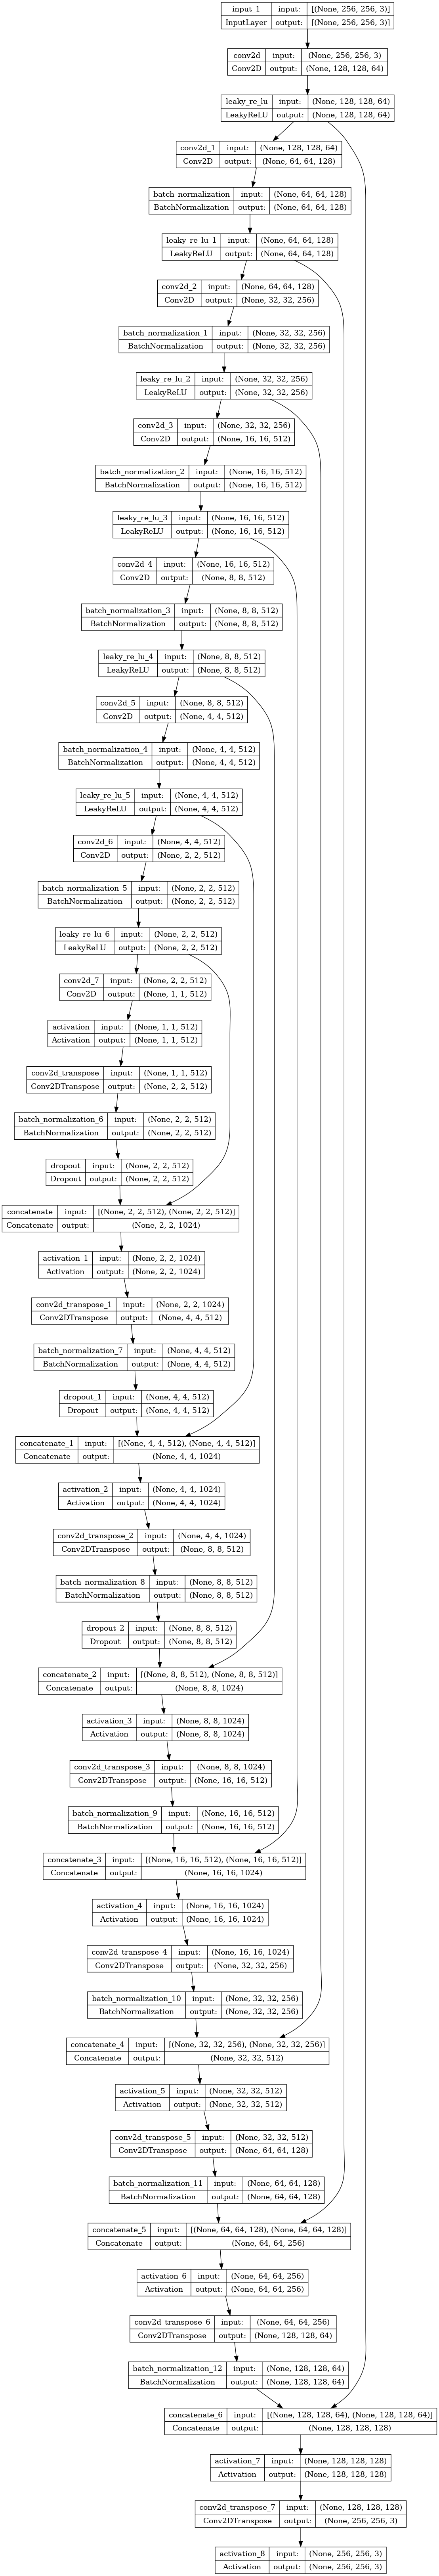 input_1 input: [(None, 256, 256, 3)]
InputLayer output: [(None, 256, 256, 3)]
conv2d input: (None, 256, 256, 3)
Conv2D output: (None, 128, 128, 64)
leaky_re_lu input: (None, 128, 128, 64)
LeakyReLU output: (None, 128, 128, 64)
conv2d_1 input: (None, 128, 128, 64)
Conv2D output: (None, 64, 64, 128)
batch_normalization input: (None, 64, 64, 128)
BatchNormalization output: (None, 64, 64, 128)
leaky_re_lu_1 input: (None, 64, 64, 128)
LeakyReLU output: (None, 64, 64, 128)
conv2d_2 input: (None, 64, 64, 128)
Conv2D output: (None, 32, 32, 256)
batch_normalization_1 input: (None, 32, 32, 256)
BatchNormalization output: (None, 32, 32, 256)
leaky_re_lu_2 input: (None, 32, 32, 256)
LeakyReLU output: (None, 32, 32, 256)
conv2d_3 input: (None, 32, 32, 256)
Conv2D output: (None, 16, 16, 512)
batch_normalization_2 input: (None, 16, 16, 512)
BatchNormalization output: (None, 16, 16, 512)
leaky_re_lu_3 input: (None, 16, 16, 512)
LeakyReLU output: (None, 16, 16, 512)
conv2d_4 input: (None, 16, 16, 512)
Conv2D output: (None, 8, 8, 512)
batch_normalization_3 input: (None, 8, 8, 512)
BatchNormalization output: (None, 8, 8, 512)
leaky_re_lu_4 input: (None, 8, 8, 512)
LeakyReLU output: (None, 8, 8, 512)
conv2d_5 input: (None, 8, 8, 512)
Conv2D output: (None, 4, 4, 512)
batch_normalization_4 input: (None, 4, 4, 512)
BatchNormalization output: (None, 4, 4, 512)
leaky_re_lu_5 input: (None, 4, 4, 512)
LeakyReLU output: (None, 4, 4, 512)
conv2d_6 input: (None, 4, 4, 512)
Conv2D output: (None, 2, 2, 512)
batch_normalization_5 input: (None, 2, 2, 512)
BatchNormalization output: (None, 2, 2, 512)
leaky_re_lu_6 input: (None, 2, 2, 512)
LeakyReLU output: (None, 2, 2, 512)
conv2d_7 input: (None, 2, 2, 512)
Conv2D output: (None, 1, 1, 512)
activation input: (None, 1, 1, 512)
Activation output: (None, 1, 1, 512)
conv2d_transpose input: (None, 1, 1, 512)
Conv2DTranspose output: (None, 2, 2, 512)
batch_normalization_6 input: (None, 2, 2, 512)
BatchNormalization output: (None, 2, 2, 512)
dropout input: (None, 2, 2, 512)
Dropout output: (None, 2, 2, 512)
concatenate input: [(None, 2, 2, 512), (None, 2, 2, 512)]
Concatenate output: (None, 2, 2, 1024)
activation_1 input: (None, 2, 2, 1024)
Activation output: (None, 2, 2, 1024)
conv2d_transpose_1 input: (None, 2, 2, 1024)
Conv2DTranspose output: (None, 4, 4, 512)
batch_normalization_7 input: (None, 4, 4, 512)
BatchNormalization output: (None, 4, 4, 512)
dropout_1 input: (None, 4, 4, 512)
Dropout output: (None, 4, 4, 512)
concatenate_1 input: [(None, 4, 4, 512), (None, 4, 4, 512)]
Concatenate output: (None, 4, 4, 1024)
activation_2 input: (None, 4, 4, 1024)
Activation output: (None, 4, 4, 1024)
conv2d_transpose_2 input: (None, 4, 4, 1024)
Conv2DTranspose output: (None, 8, 8, 512)
batch_normalization_8 input: (None, 8, 8, 512)
BatchNormalization output: (None, 8, 8, 512)
dropout_2 input: (None, 8, 8, 512)
Dropout output: (None, 8, 8, 512)
concatenate_2 input: [(None, 8, 8, 512), (None, 8, 8, 512)]
Concatenate output: (None, 8, 8, 1024)
activation_3 input: (None, 8, 8, 1024)
Activation output: (None, 8, 8, 1024)
conv2d_transpose_3 input: (None, 8, 8, 1024)
Conv2DTranspose output: (None, 16, 16, 512)
batch_normalization_9 input: (None, 16, 16, 512)
BatchNormalization output: (None, 16, 16, 512)
concatenate_3 input: [(None, 16, 16, 512), (None, 16, 16, 512)]
Concatenate output: (None, 16, 16, 1024)
activation_4 input: (None, 16, 16, 1024)
Activation output: (None, 16, 16, 1024)
conv2d_transpose_4 input: (None, 16, 16, 1024)
Conv2DTranspose output: (None, 32, 32, 256)
batch_normalization_10 input: (None, 32, 32, 256)
BatchNormalization output: (None, 32, 32, 256)
concatenate_4 input: [(None, 32, 32, 256), (None, 32, 32, 256)]
Concatenate output: (None, 32, 32, 512)
activation_5 input: (None, 32, 32, 512)
Activation output: (None, 32, 32, 512)
conv2d_transpose_5 input: (None, 32, 32, 512)
Conv2DTranspose output: (None, 64, 64, 128)
batch_normalization_11 input: (None, 64, 64, 128)
BatchNormalization output: (None, 64, 64, 128)
concatenate_5 input: [(None, 64, 64, 128), (None, 64, 64, 128)]
Concatenate output: (None, 64, 64, 256)
activation_6 input: (None, 64, 64, 256)
Activation output: (None, 64, 64, 256)
conv2d_transpose_6 input: (None, 64, 64, 256)
Conv2DTranspose output: (None, 128, 128, 64)
batch_normalization_12 input: (None, 128, 128, 64)
BatchNormalization output: (None, 128, 128, 64)
concatenate_6 input: [(None, 128, 128, 64), (None, 128, 128, 64)]
Concatenate output: (None, 128, 128, 128)
activation_7 input: (None, 128, 128, 128)
Activation output: (None, 128, 128, 128)
conv2d_transpose_7 input: (None, 128, 128, 128)
Conv2DTranspose output: (None, 256, 256, 3)
activation_8 input: (None, 256, 256, 3)
Activation output: (None, 256, 256, 3)